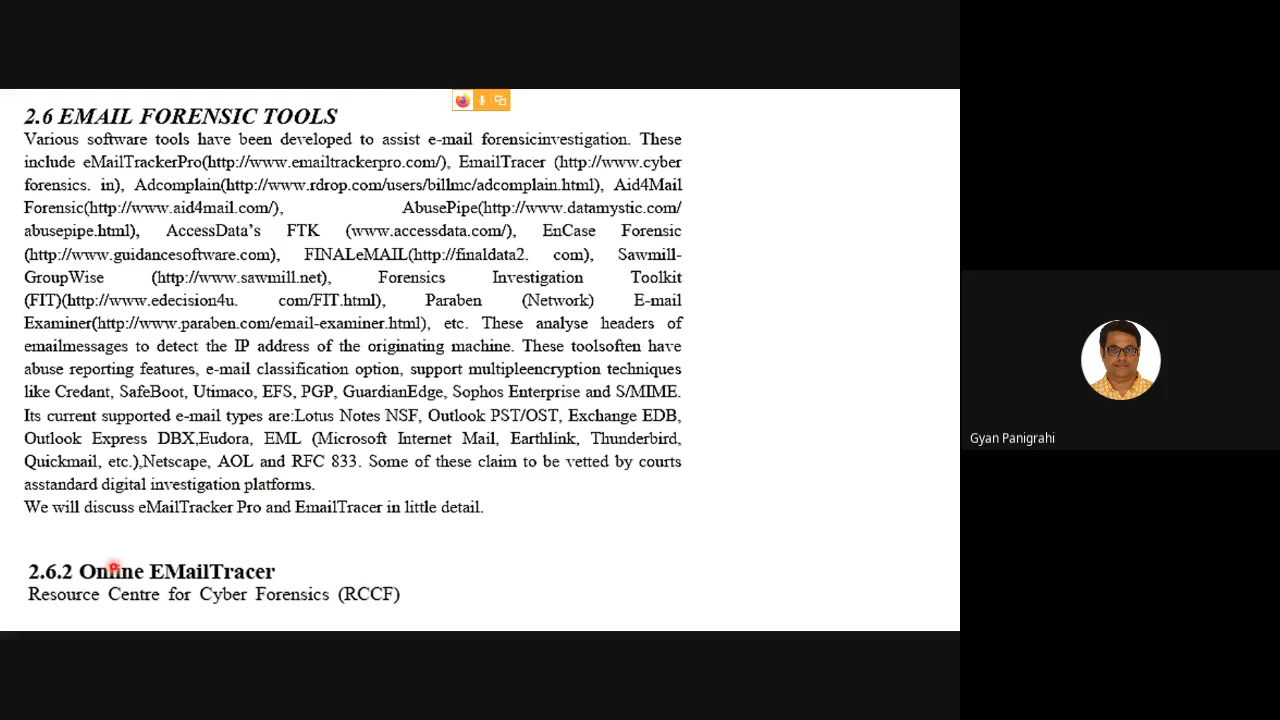 2.6 EMAIL FORENSIC TOOLS
Various software tools have been developed to assist e-mail forensicinvestigation. These
include eMailTrackerPro(http://www.emailtrackerpro.com/), EmailTracer (http://www.cyber
forensics. in), Adcomplain(http://www.rdrop.com/users/billmc/adcomplain.html), Aid4Mail
Forensic(http://www.aid4mail.com/), AbusePipe(http://www.datamystic.com/
abusepipe.html), AccessData's FTK (www.accessdata.com/), EnCase Forensic
(http://www.guidancesoftware.com), FINALeMAIL(http://finaldata2. com), Sawmill-
GroupWise (http://www.sawmill.net), Forensics Investigation Toolkit
(FIT)(http://www.edecision4u. com/FIT.html), Paraben (Network) E-mail
Examiner(http://www.paraben.com/email-examiner.html), etc. These analyse headers of
emailmessages to detect the IP address of the originating machine. These toolsoften have
abuse reporting features, e-mail classification option, support multipleencryption techniques
like Credant, SafeBoot, Utimaco, EFS, PGP, GuardianEdge, Sophos Enterprise and S/MIME.
Its current supported e-mail types are:Lotus Notes NSF, Outlook PST/OST, Exchange EDB,
Outlook Express DBX,Eudora, EML (Microsoft Internet Mail, Earthlink, Thunderbird,
Quickmail, etc.),Netscape, AOL and RFC 833. Some of these claim to be vetted by courts
asstandard digital investigation platforms.
We will discuss eMailTracker Pro and EmailTracer in little detail.
2.6.2 Online EMailTracer
Resource Centre for Cyber Forensics (RCCF)
Gyan Panigrahi